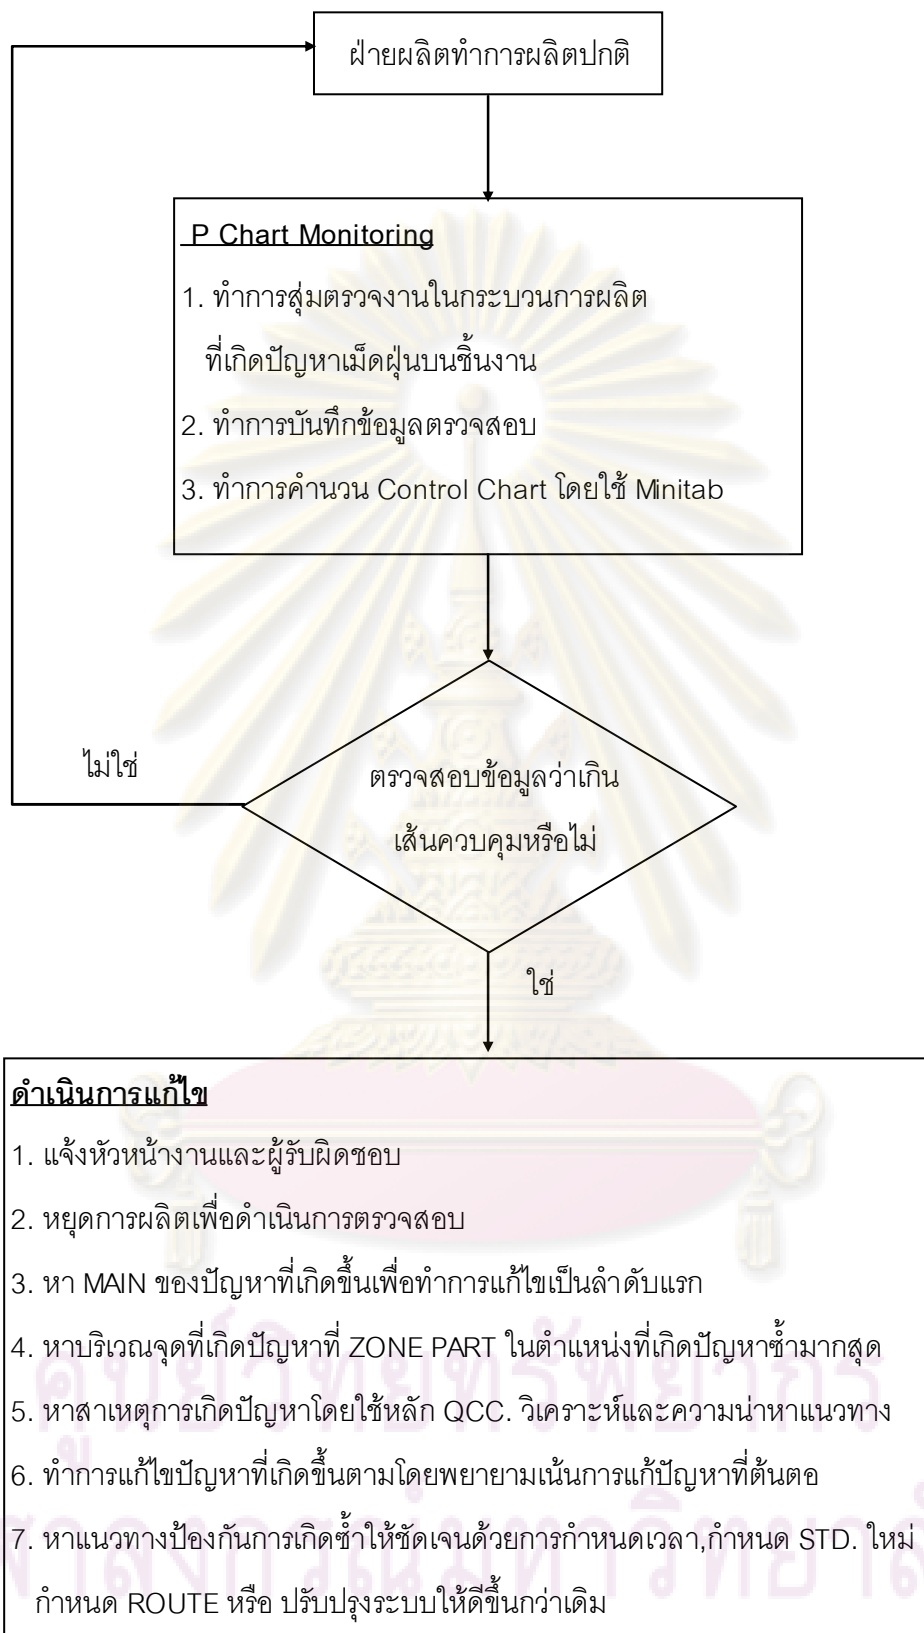 ฝ่ายผลิตทำการผลิตปกติ
P Chart Monitoring
1. ทำการสุ่มตรวจงานในกระบวนการผลิต
ที่เกิดปัญหาเม็ดฝุ่นบนชิ้นงาน
2. ทำการบันทึกข้อมูลตรวจสอบ
3. ทำการคำนวน Control Chart โดยใช้ Minitab
ไม่ใช่
ตรวจสอบข้อมูลว่าเกิน
เส้นควบคุมหรือไม่
ใช่
ดำเนินการแก้ไข
1. แจ้งหัวหน้างานและผู้รับผิดชอบ
2. หยุดการผลิตเพื่อดำเนินการตรวจสอบ
3. หา MAIN ของปัญหาที่เกิดขึ้นเพื่อทำการแก้ไขเป็นลำดับแรก
4. หาบริเวณจุดที่เกิดปัญหาที่ ZONE PART ในตำแหน่งที่เกิดปัญหาซ้ำมากสุด
5. หาสาเหตุการเกิดปัญหาโดยใช้หลัก QCC. วิเคราะห์และความน่าหาแนวทาง
6. ทำการแก้ไขปัญหาที่เกิดขึ้นตามโดยพยายามเน้นการแก้ปัญหาที่ต้นตอ
7. หาแนวทางป้องกันการเกิดซ้ำให้ชัดเจนด้วยการกำหนดเวลา,กำหนด STD. ใหม่
กำหนด ROUTE หรือ ปรับปรุงระบบให้ดีขึ้นกว่าเดิม
ศูนย์วิทยทรัพยากร